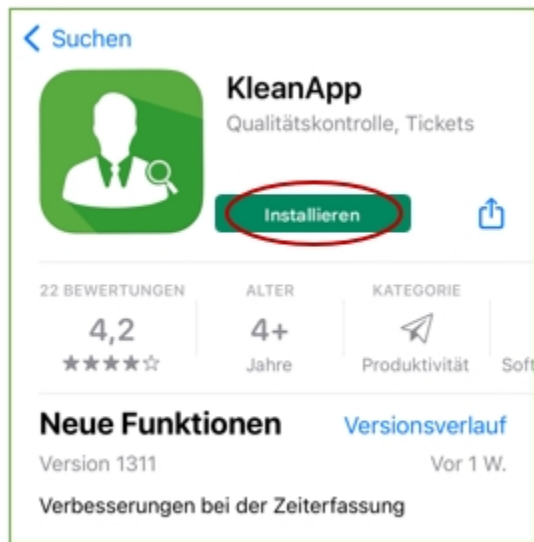 Suchen
KleanApp
Qualitätskontrolle, Tickets
Installieren
22 BEWERTUNGEN ALTER KATEGORIE
4,2 4+
Jahre Produktivität Soft
Neue Funktionen Versionsverlauf
Version 1311 Vor 1 W.
Verbesserungen bei der Zeiterfassung